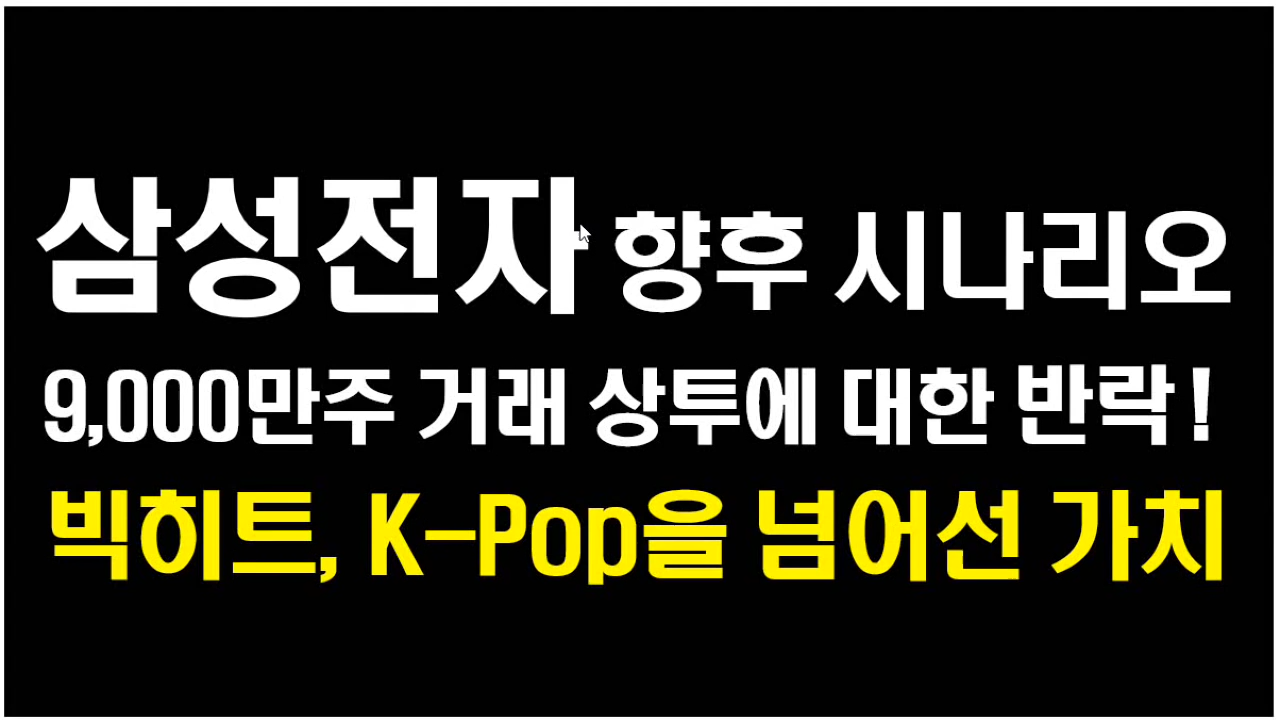 삼성전자 향후 시나리오
9,000만주 거래 상투에 대한 반락!
빅히트, K-Pop을 넘어선 가치